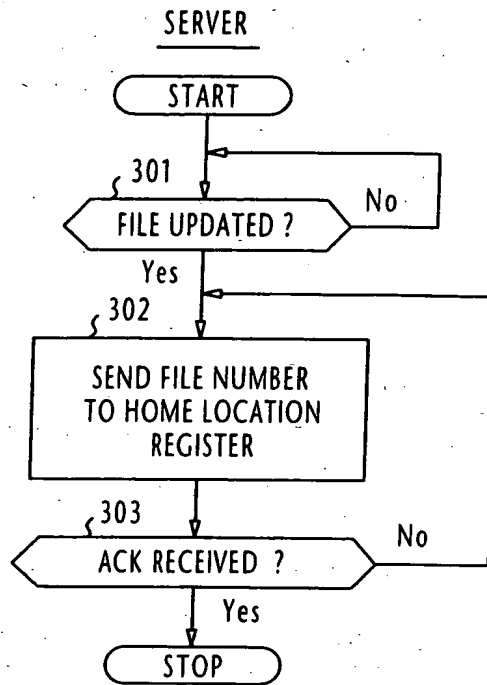 SERVER
START
301
FILE UPDATED ?
No
Yes
302
SEND FILE NUMBER
TO HOME LOCATION
REGISTER
303
ACK RECEIVED ?
No
Yes
STOP